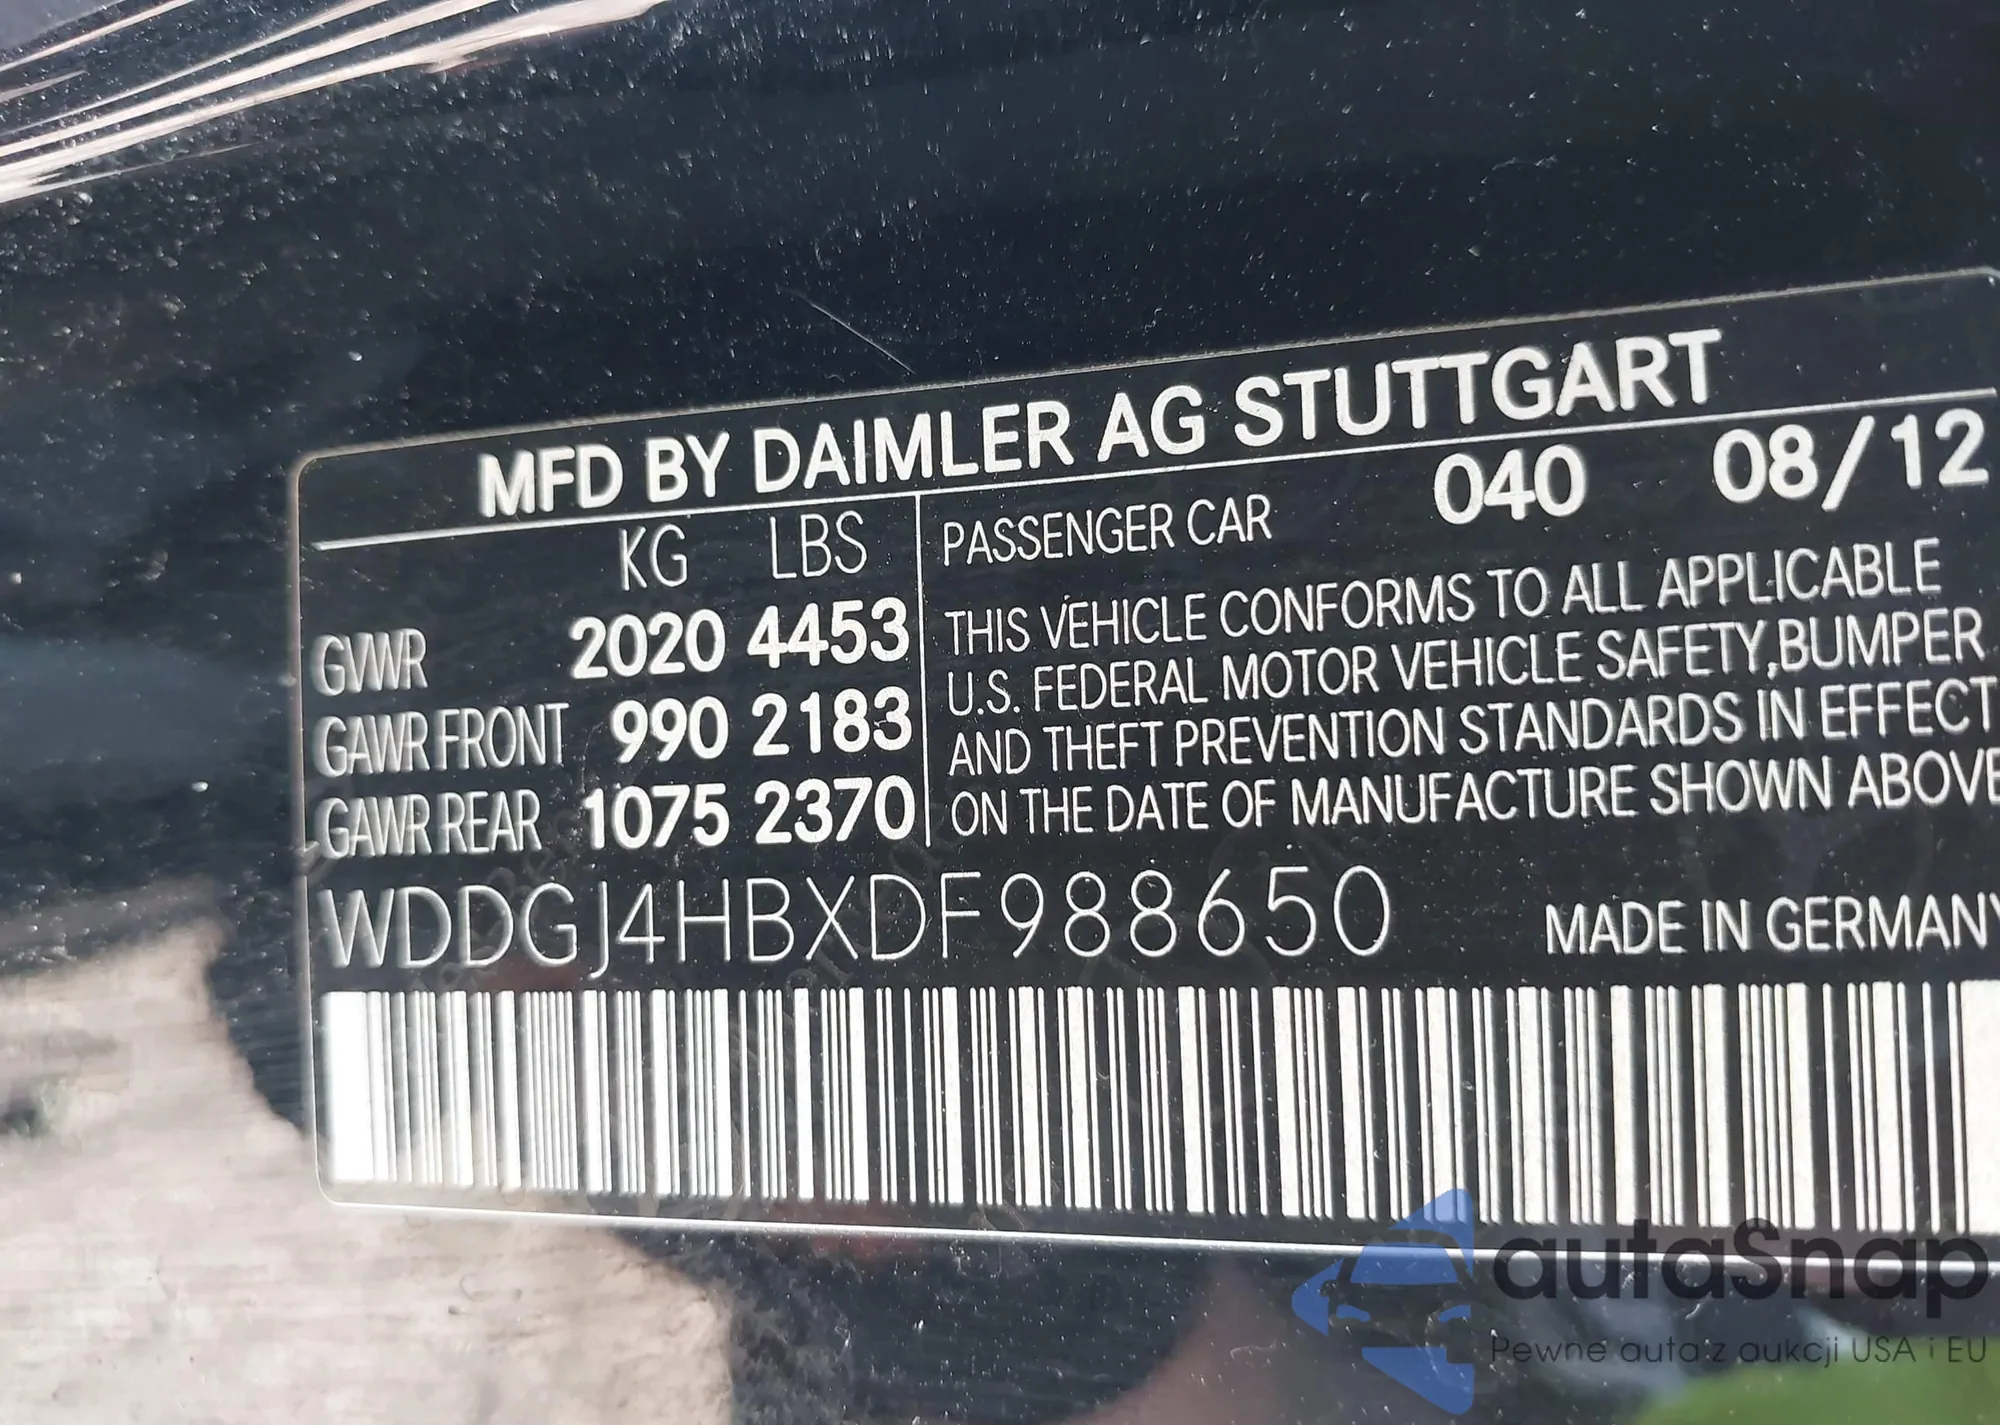 MFD BY DAIMLER AG STUTTGART
KG LBS
GVWR 2020 4453
GAWR FRONT 990 2183
GAWR REAR 1075 2370
PASSENGER CAR 040 08/12
THIS VEHICLE CONFORMS TO ALL APPLICABLE
U.S. FEDERAL MOTOR VEHICLE SAFETY,BUMPER
AND THEFT PREVENTION STANDARDS IN EFFECT
ON THE DATE OF MANUFACTURE SHOWN ABOVE
WDDGJ4HBXDF988650
MADE IN GERMANY
autaSnap
Pewne auta z aukcji USA i EU